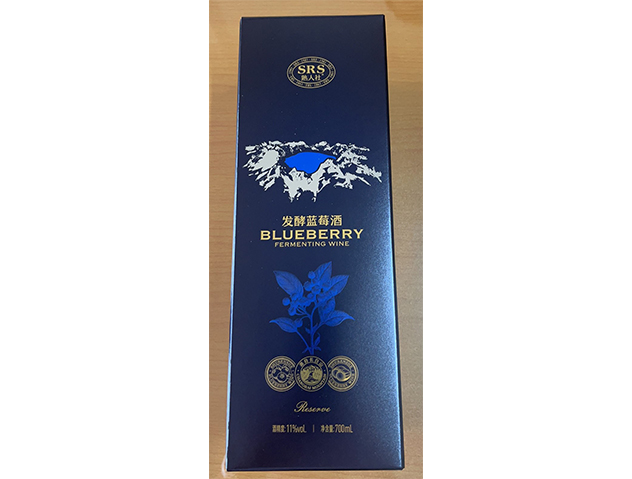 SRS
熟人社
发酵蓝莓酒
BLUEBERRY
FERMENTING WINE
Reserve
酒精度: 11%voL. | 净含量: 700mL